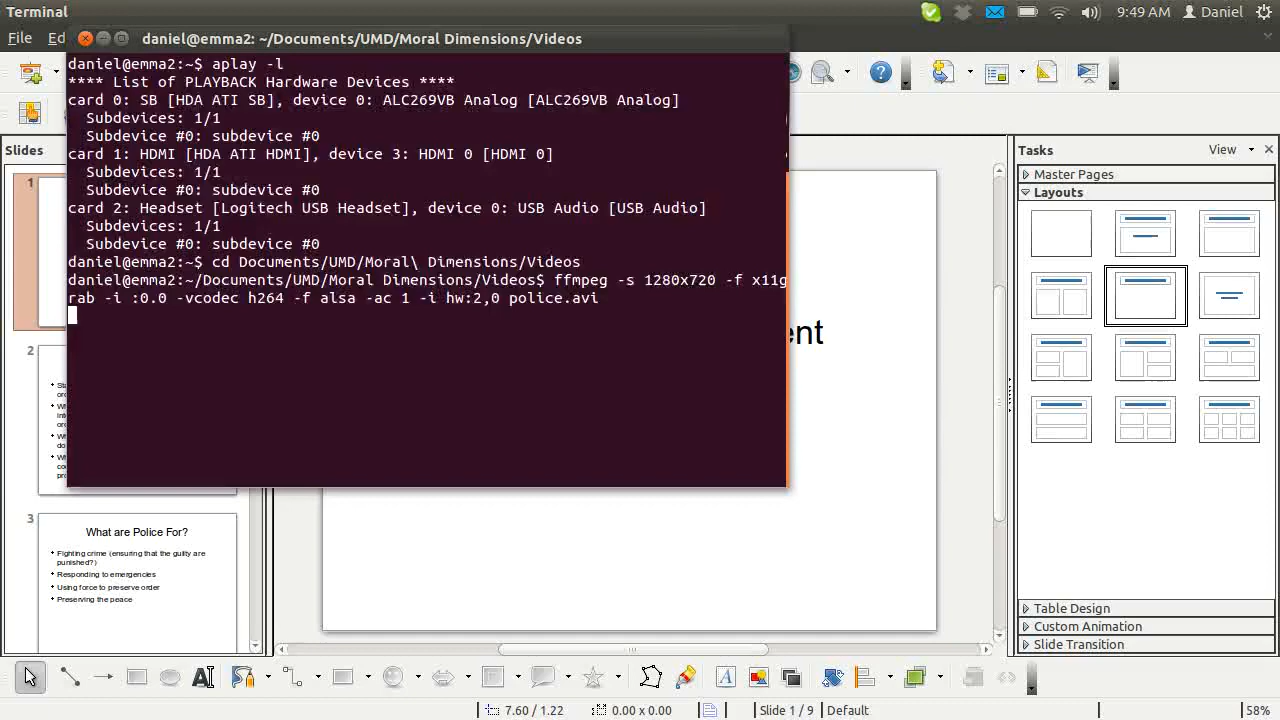 Terminal
9:49 AM
Daniel
File
Ed
daniel@emma2: ~/Documents/UMD/Moral Dimensions/Videos
daniel@emma2:~$ aplay -l
**** List of PLAYBACK Hardware Devices ****
card 0: SB [HDA ATI SB], device 0: ALC269VB Analog [ALC269VB Analog]
Subdevices: 1/1
Subdevice #0: subdevice #0
card 1: HDMI [HDA ATI HDMI], device 3: HDMI 0 [HDMI 0]
Subdevices: 1/1
Subdevice #0: subdevice #0
card 2: Headset [Logitech USB Headset], device 0: USB Audio [USB Audio]
Subdevices: 1/1
Subdevice #0: subdevice #0
daniel@emma2:~$ cd Documents/UMD/Moral\ Dimensions/Videos
daniel@emma2:~/Documents/UMD/Moral Dimensions/Videos$ ffmpeg -s 1280x720 -f x11g
rab -i :0.0 -vcodec h264 -f alsa -ac 1 -i hw:2,0 police.avi
Slides
1
2
3
What are Police For?
Fighting crime (ensuring that the guilty are
punished?)
Responding to emergencies
Using force to preserve order
Preserving the peace
ent
Tasks
View
Master Pages
Layouts
Table Design
Custom Animation
Slide Transition
7.60 / 1.22
0.00 x 0.00
Slide 1 / 9
Default
58%